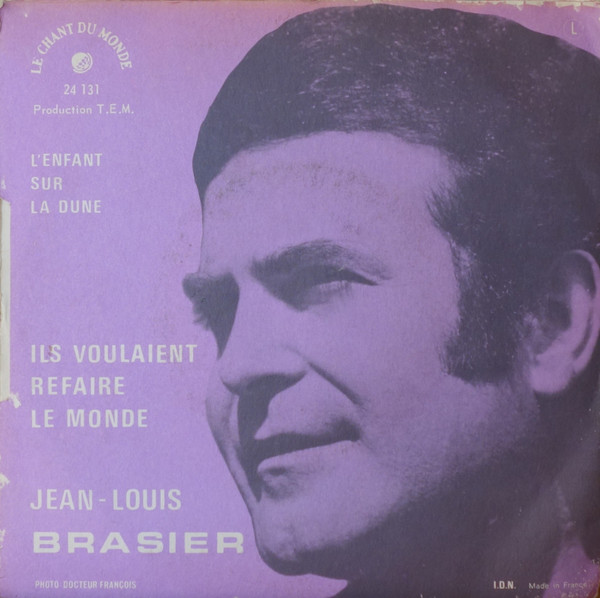 L
LE CHANT DU MONDE
24 131
Production T.E.M.
L'ENFANT
SUR
LA DUNE
ILS VOULAIENT
REFAIRE
LE MONDE
JEAN-LOUIS
BRASIER
PHOTO DOCTEUR FRANÇOIS
I.D.N. Made in France